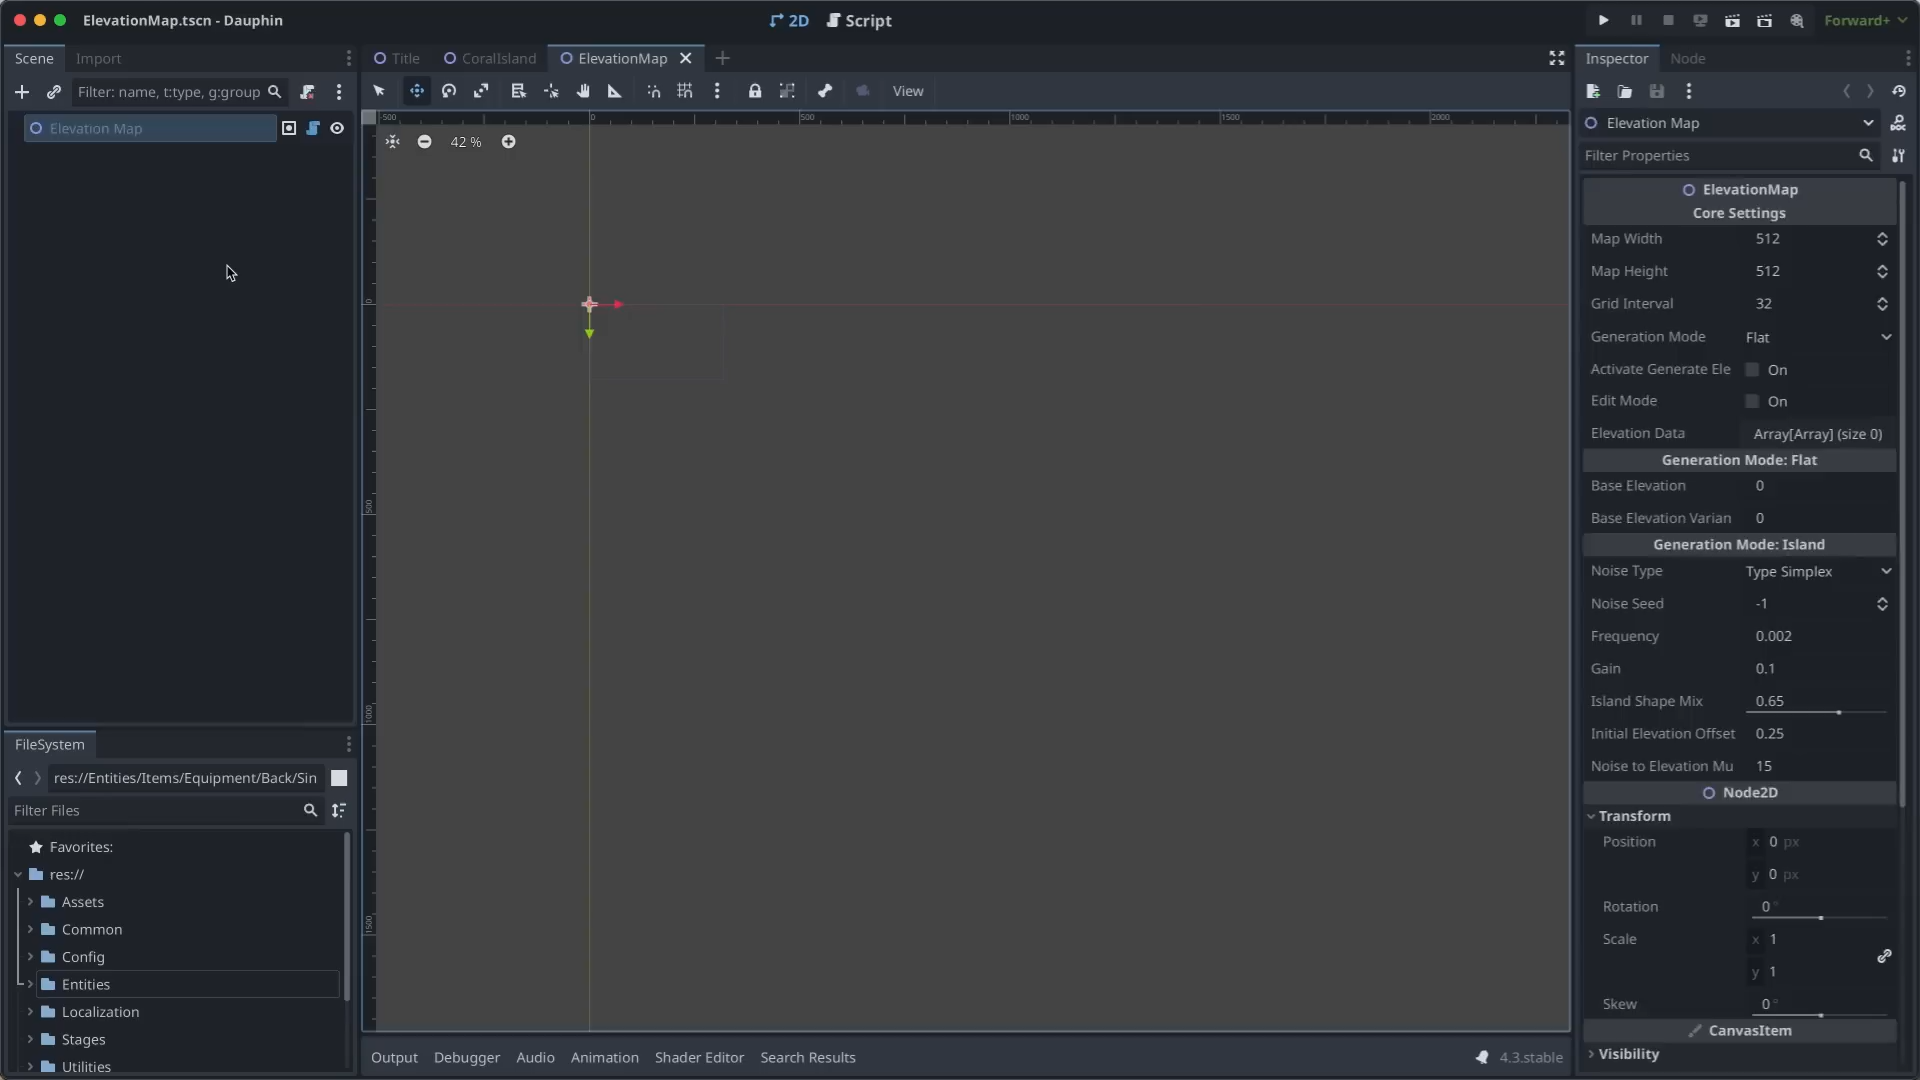 ElevationMap.tscn - Dauphin
2D
Script
Forward+
Scene
Import
Title
CoralIsland
ElevationMap
Inspector
Node
Filter: name, t:type, g:group
View
Elevation Map
Elevation Map
42 %
Filter Properties
500
0
500
1000
1500
2000
0
500
1000
1500
ElevationMap
Core Settings
Map Width 512
Map Height 512
Grid Interval 32
Generation Mode Flat
Activate Generate Ele On
Edit Mode On
Elevation Data Array[Array] (size 0)
Generation Mode: Flat
Base Elevation 0
Base Elevation Varian 0
Generation Mode: Island
Noise Type Type Simplex
Noise Seed -1
Frequency 0.002
Gain 0.1
Island Shape Mix 0.65
Initial Elevation Offset 0.25
Noise to Elevation Mu 15
Node2D
Transform
Position x 0 px
y 0 px
Rotation 0 °
Scale x 1
y 1
Skew 0 °
CanvasItem
Visibility
FileSystem
res://Entities/Items/Equipment/Back/Sin
Filter Files
Favorites:
res://
Assets
Common
Config
Entities
Localization
Stages
Utilities
Output
Debugger
Audio
Animation
Shader Editor
Search Results
4.3.stable